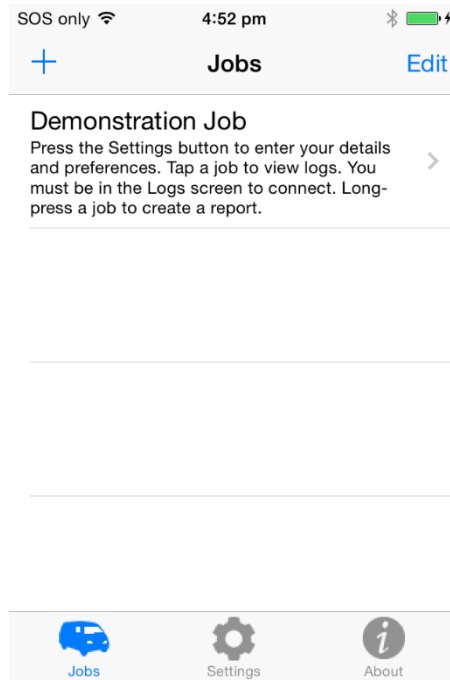 SOS only 4:52 pm
+ Jobs Edit
Demonstration Job
Press the Settings button to enter your details
and preferences. Tap a job to view logs. You
must be in the Logs screen to connect. Long-
press a job to create a report.
Jobs Settings About